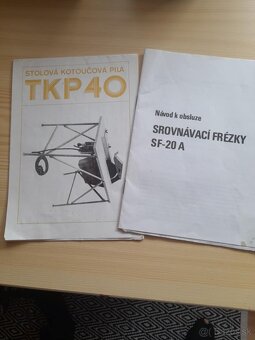 STOLOVÁ KOTOUČOVÁ PILA
TKP40
Návod k obsluze
SROVNÁVACÍ FRÉZKY
SF-20 A